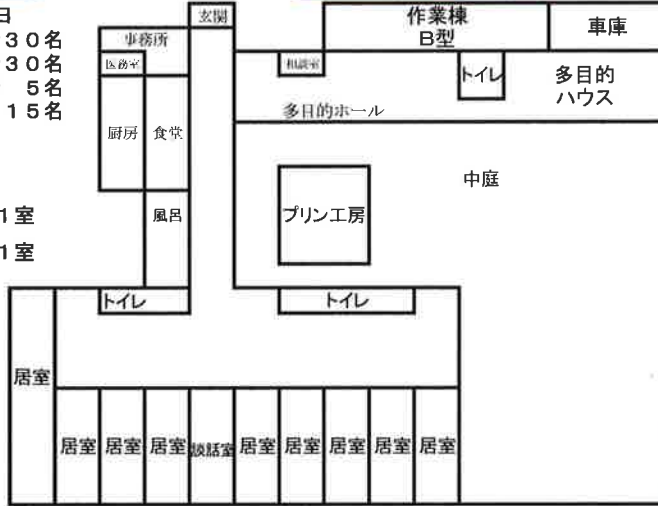 日
30名
30名
5名
15名
1室
1室
玄関
事務所
医務室
厨房
食堂
風呂
トイレ
作業棟
B型
車庫
相談室
トイレ
多目的
ハウス
多目的ホール
中庭
プリン工房
トイレ
居室
居室
居室
居室
談話室
居室
居室
居室
居室
居室